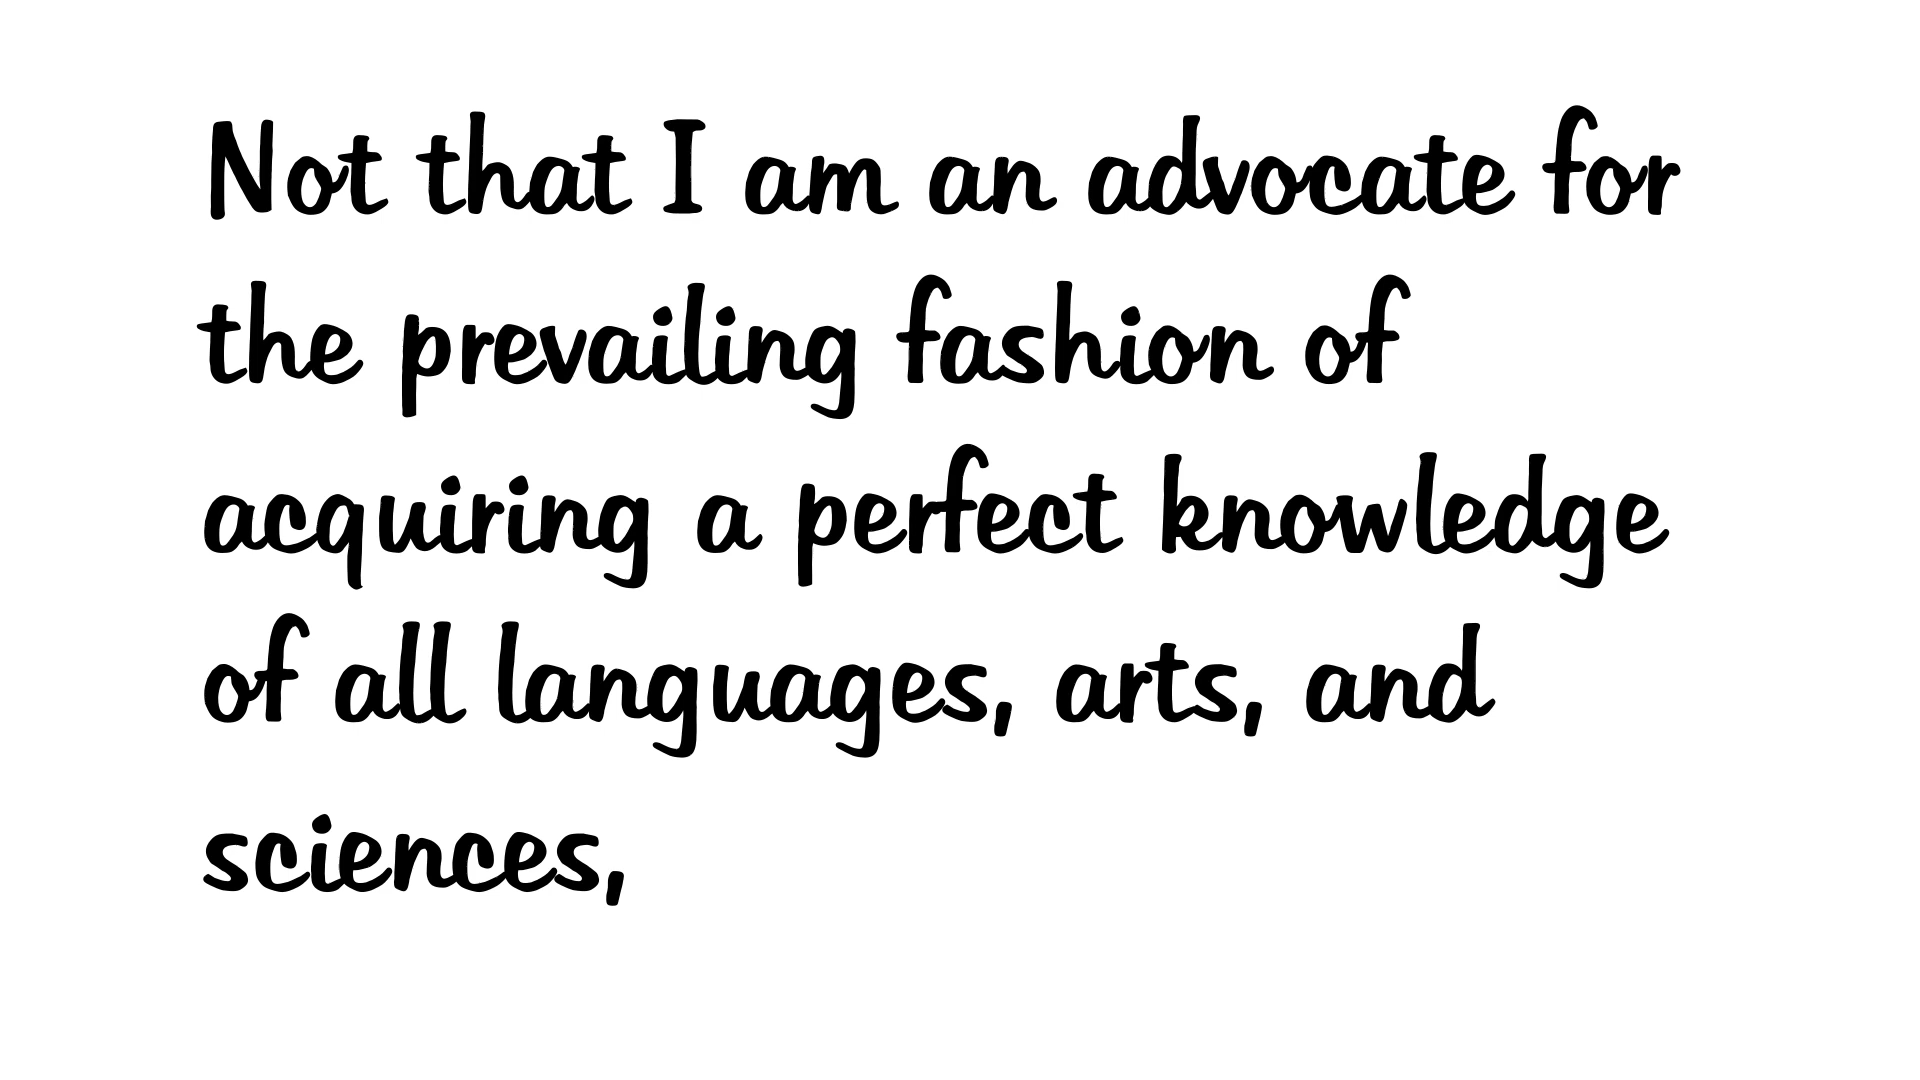 Not that I am an advocate for
the prevailing fashion of
acquiring a perfect knowledge
of all languages, arts, and
sciences,